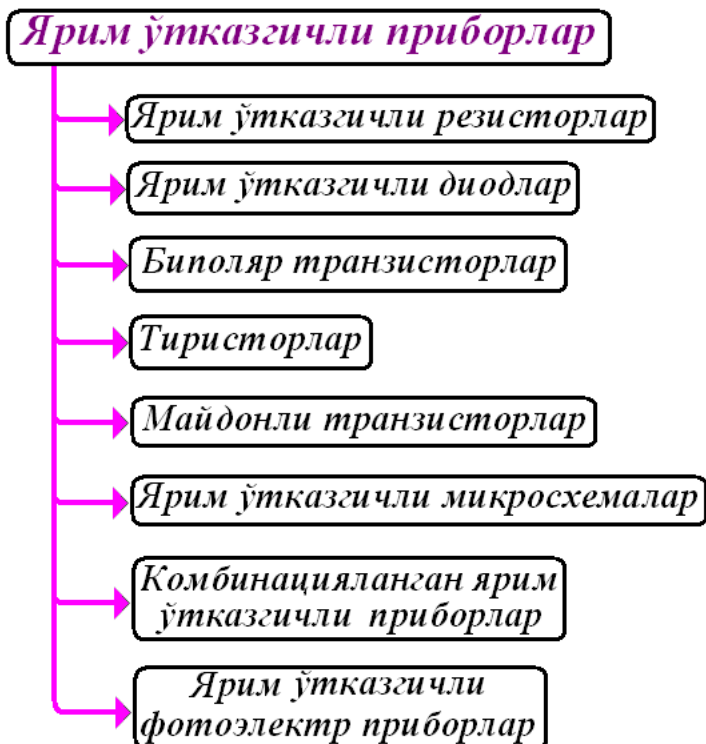 Ярим ўтказгичли приборлар
Ярим ўтказгичли резисторлар
Ярим ўтказгичли диодлар
Биполяр транзисторлар
Тиристорлар
Майдонли транзисторлар
Ярим ўтказгичли микросхемалар
Комбинацияланган ярим
ўтказгичли приборлар
Ярим ўтказгичли
фотоэлектр приборлар